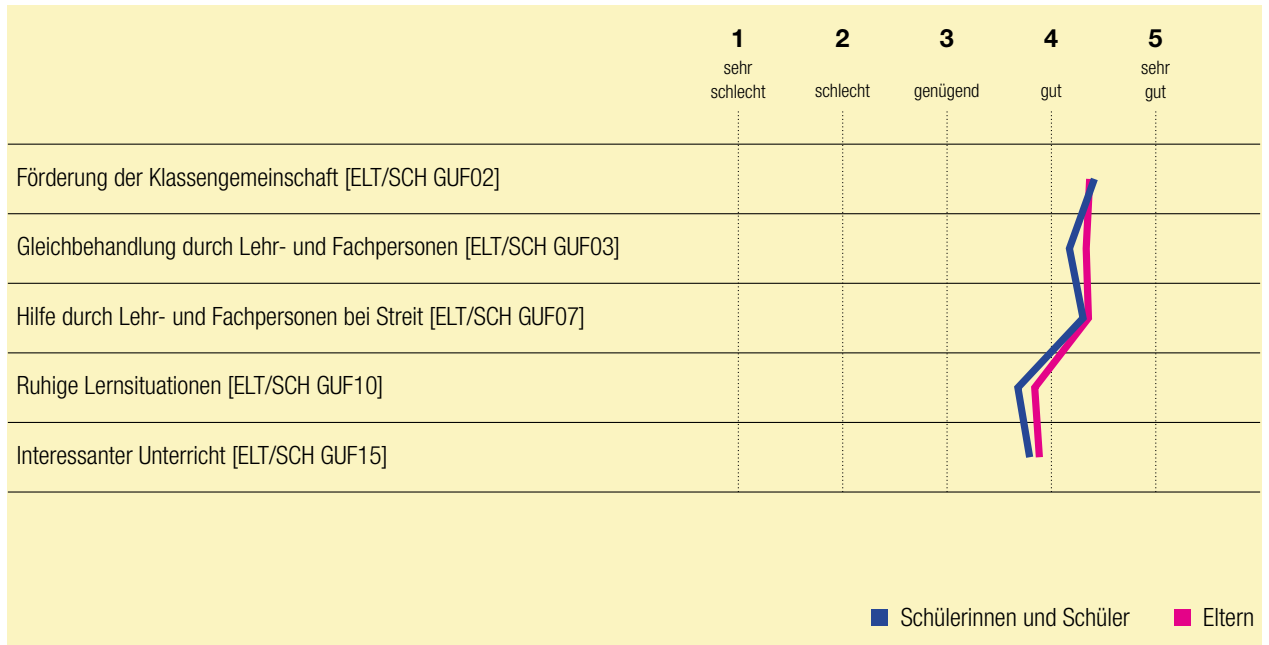 1 2 3 4 5
sehr sehr
schlecht schlecht genügend gut gut
Förderung der Klassengemeinschaft [ELT/SCH GUF02]
Gleichbehandlung durch Lehr- und Fachpersonen [ELT/SCH GUF03]
Hilfe durch Lehr- und Fachpersonen bei Streit [ELT/SCH GUF07]
Ruhige Lernsituationen [ELT/SCH GUF10]
Interessanter Unterricht [ELT/SCH GUF15]
Schülerinnen und Schüler Eltern